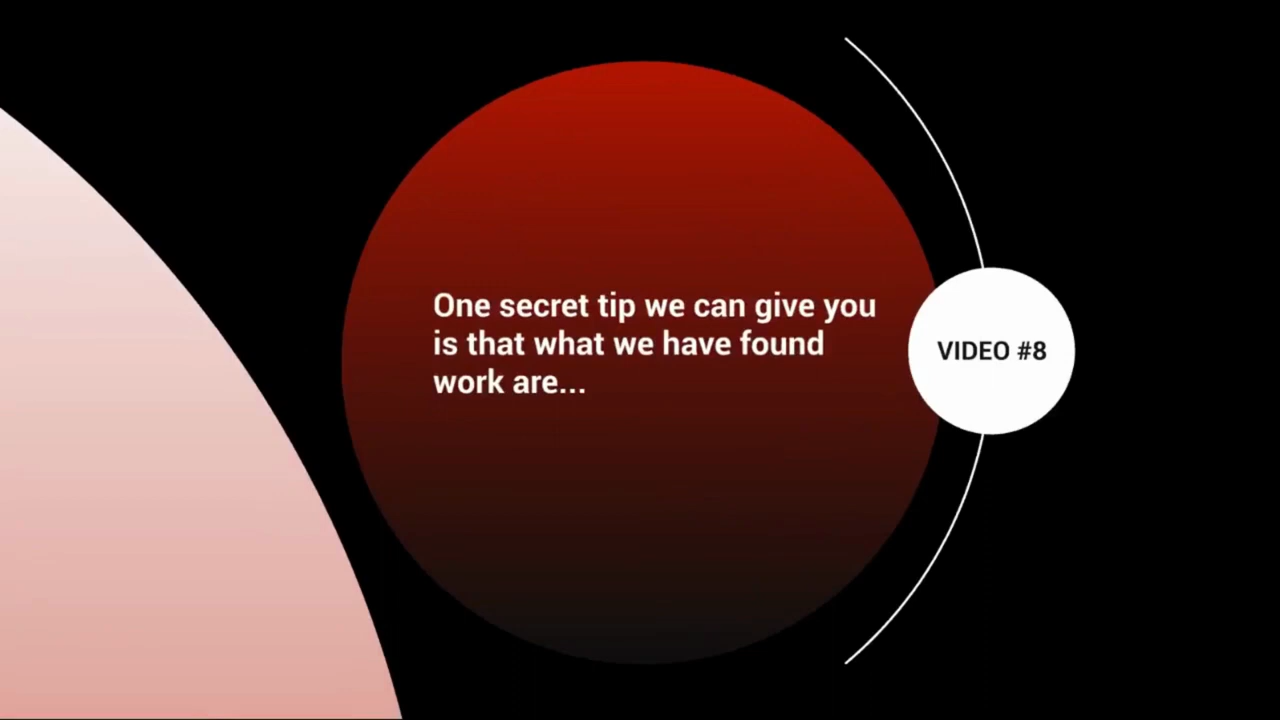 One secret tip we can give you
is that what we have found
work are...
VIDEO #8